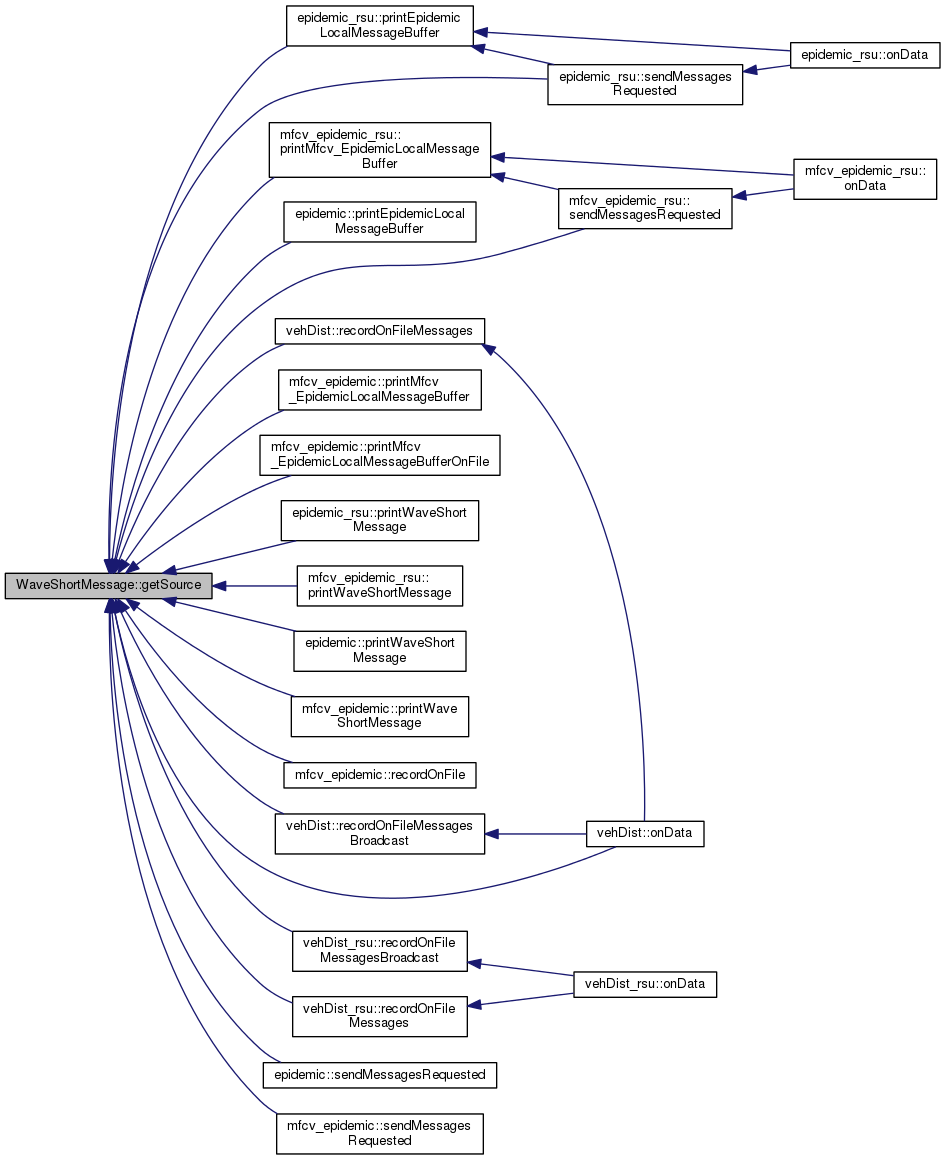 epidemic_rsu::printEpidemic
LocalMessageBuffer
epidemic_rsu::onData
epidemic_rsu::sendMessages
Requested
mfcv_epidemic_rsu::
printMfcv_EpidemicLocalMessage
Buffer
mfcv_epidemic_rsu::
onData
mfcv_epidemic_rsu::
sendMessagesRequested
epidemic::printEpidemicLocal
MessageBuffer
vehDist::recordOnFileMessages
mfcv_epidemic::printMfcv
_EpidemicLocalMessageBuffer
mfcv_epidemic::printMfcv
_EpidemicLocalMessageBufferOnFile
epidemic_rsu::printWaveShort
Message
WaveShortMessage::getSource
mfcv_epidemic_rsu::
printWaveShortMessage
epidemic::printWaveShort
Message
mfcv_epidemic::printWave
ShortMessage
mfcv_epidemic::recordOnFile
vehDist::recordOnFileMessages
Broadcast
vehDist::onData
vehDist_rsu::recordOnFile
MessagesBroadcast
vehDist_rsu::onData
vehDist_rsu::recordOnFile
Messages
epidemic::sendMessagesRequested
mfcv_epidemic::sendMessages
Requested